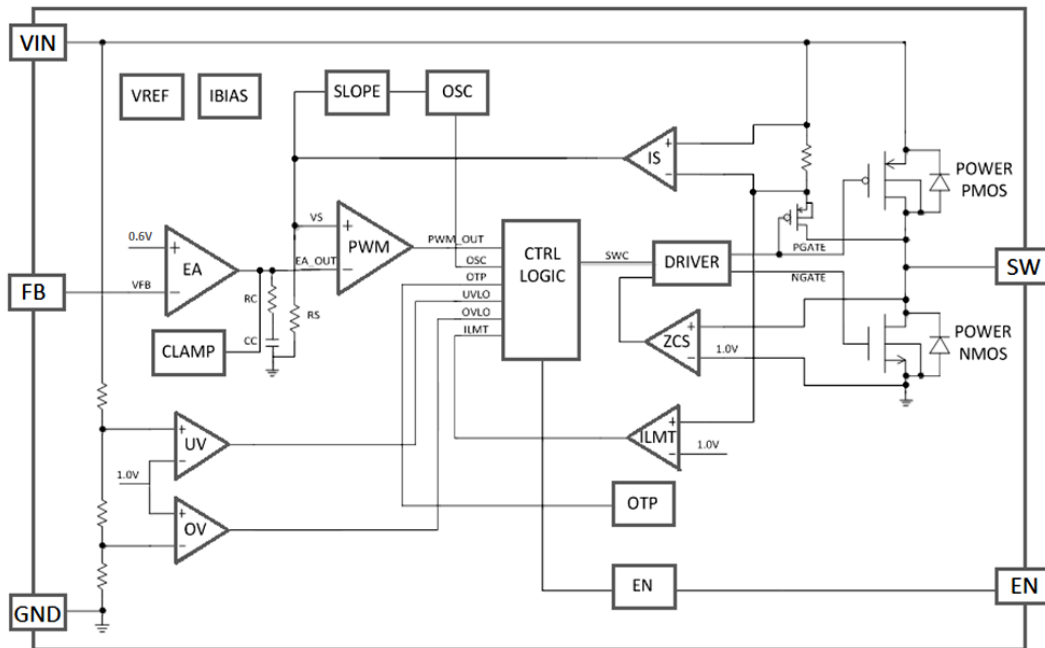 VIN
VREF
IBIAS
SLOPE
OSC
+
IS
−
POWER
PMOS
0.6V
+
EA
−
VFB
FB
VS
+
PWM
−
EA_OUT
PWM_OUT
OSC
OTP
UVLO
OVLO
ILMT
CTRL
LOGIC
SWC
DRIVER
PGATE
NGATE
SW
RC
CC
RS
CLAMP
+
ZCS
−
1.0V
POWER
NMOS
+
UV
−
1.0V
+
OV
−
+
ILMT
−
1.0V
OTP
EN
EN
GND